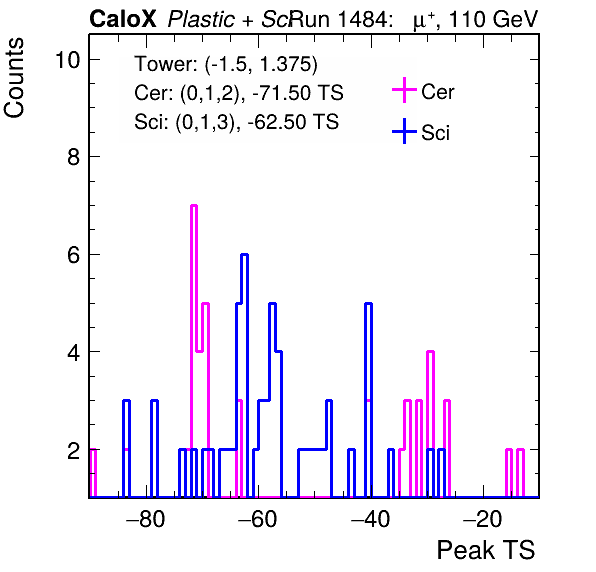 CaloX Plastic + Sci Run 1484: μ⁺, 110 GeV
Counts
Tower: (-1.5, 1.375)
Cer: (0,1,2), -71.50 TS
Sci: (0,1,3), -62.50 TS
Cer
Sci
10
8
6
4
2
−80 −60 −40 −20
Peak TS